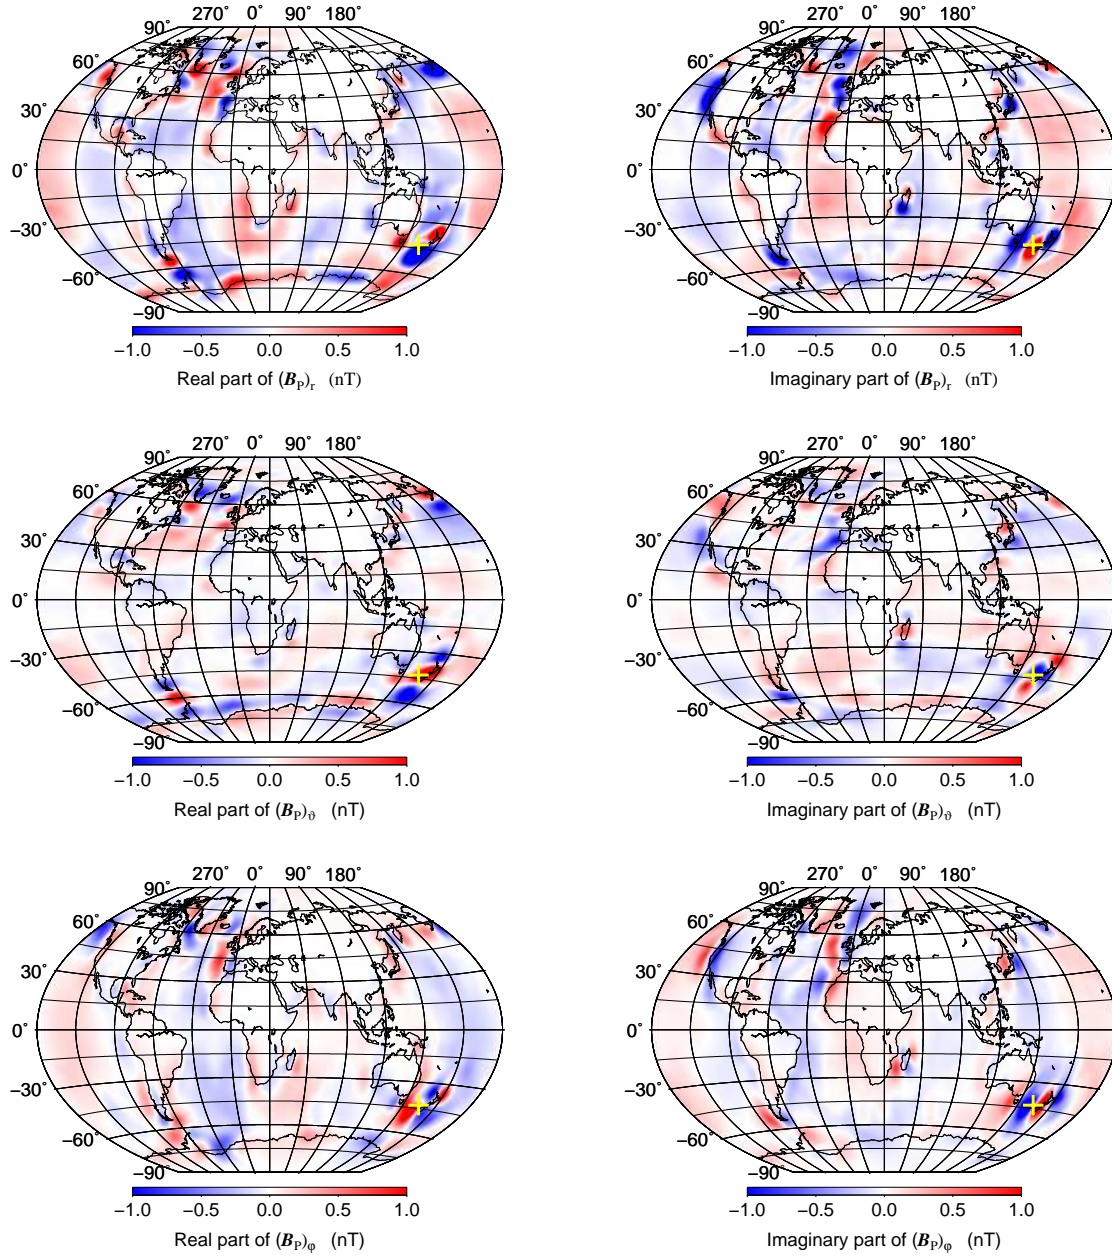 270° 0° 90° 180° 270° 0° 90° 180°
90° 90°
60° 60°
30° 30°
0° 0°
−30° −30°
−60° −60°
−90° −90°
−1.0 −0.5 0.0 0.5 1.0 −1.0 −0.5 0.0 0.5 1.0
Real part of (B_P)_r (nT) Imaginary part of (B_P)_r (nT)
270° 0° 90° 180° 270° 0° 90° 180°
90° 90°
60° 60°
30° 30°
0° 0°
−30° −30°
−60° −60°
−90 −90
−1.0 −0.5 0.0 0.5 1.0 −1.0 −0.5 0.0 0.5 1.0
Real part of (B_P)_ϑ (nT) Imaginary part of (B_P)_ϑ (nT)
270° 0° 90° 180° 270° 0° 90° 180°
90° 90°
60° 60°
30° 30°
0° 0°
−30° −30°
−60° −60°
−90 −90
−1.0 −0.5 0.0 0.5 1.0 −1.0 −0.5 0.0 0.5 1.0
Real part of (B_P)_φ (nT) Imaginary part of (B_P)_φ (nT)